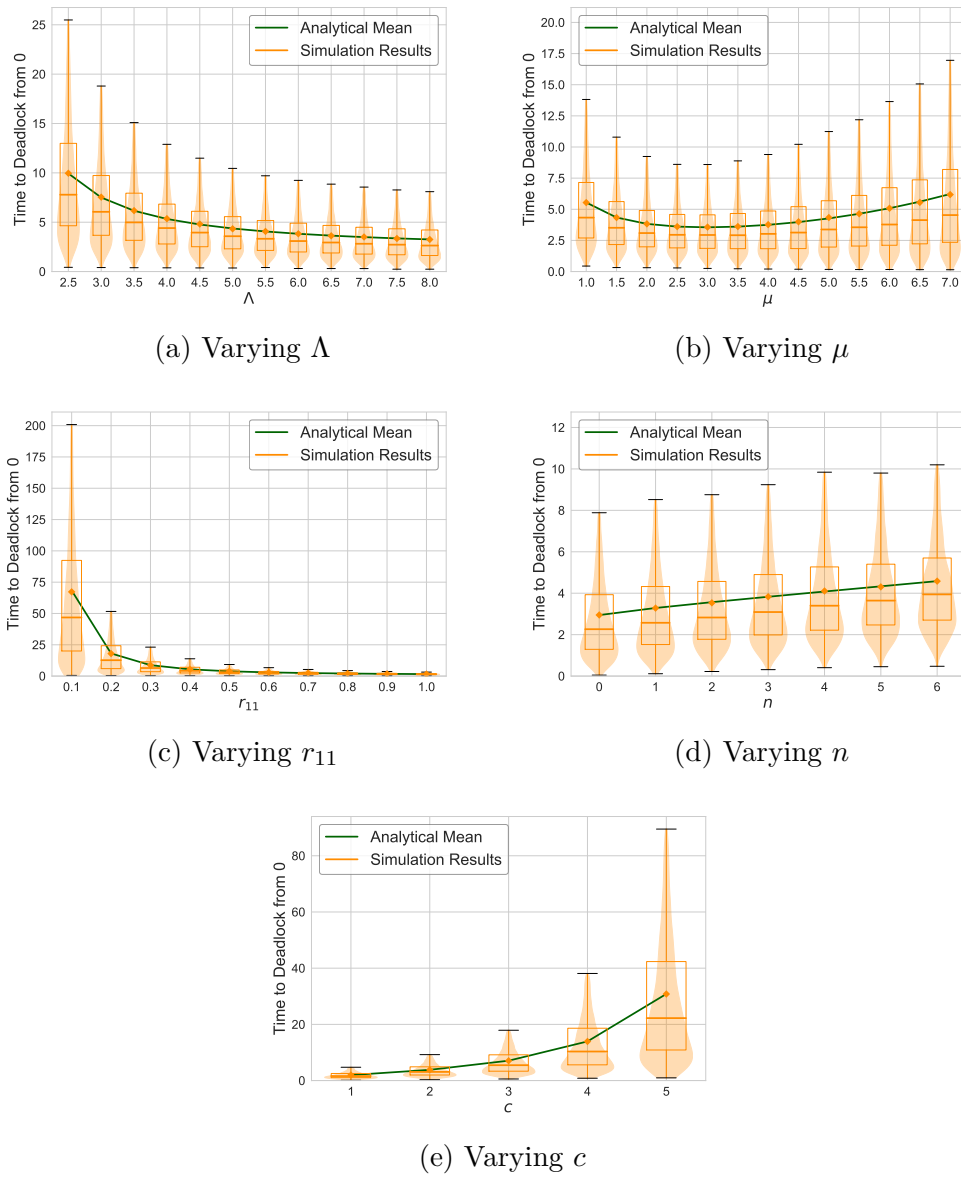 Analytical Mean
Simulation Results
Time to Deadlock from 0
25
20
15
10
5
0
2.5 3.0 3.5 4.0 4.5 5.0 5.5 6.0 6.5 7.0 7.5 8.0
Λ
(a) Varying Λ
Analytical Mean
Simulation Results
Time to Deadlock from 0
20.0
17.5
15.0
12.5
10.0
7.5
5.0
2.5
0.0
1.0 1.5 2.0 2.5 3.0 3.5 4.0 4.5 5.0 5.5 6.0 6.5 7.0
μ
(b) Varying μ
Analytical Mean
Simulation Results
Time to Deadlock from 0
200
175
150
125
100
75
50
25
0
0.1 0.2 0.3 0.4 0.5 0.6 0.7 0.8 0.9 1.0
r₁₁
(c) Varying r₁₁
Analytical Mean
Simulation Results
Time to Deadlock from 0
12
10
8
6
4
2
0
0 1 2 3 4 5 6
n
(d) Varying n
Analytical Mean
Simulation Results
Time to Deadlock from 0
80
60
40
20
0
1 2 3 4 5
c
(e) Varying c